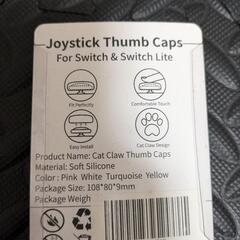 Joystick Thumb Caps
For Switch & Switch Lite
Fit Perfectly
Comfortable Touch
Easy Install
Cat Claw Design
Product Name: Cat Claw Thumb Caps
Material: Soft Silicone
Color : Pink White Turquoise Yellow
Package Size: 108*80*9mm
Package Weigh